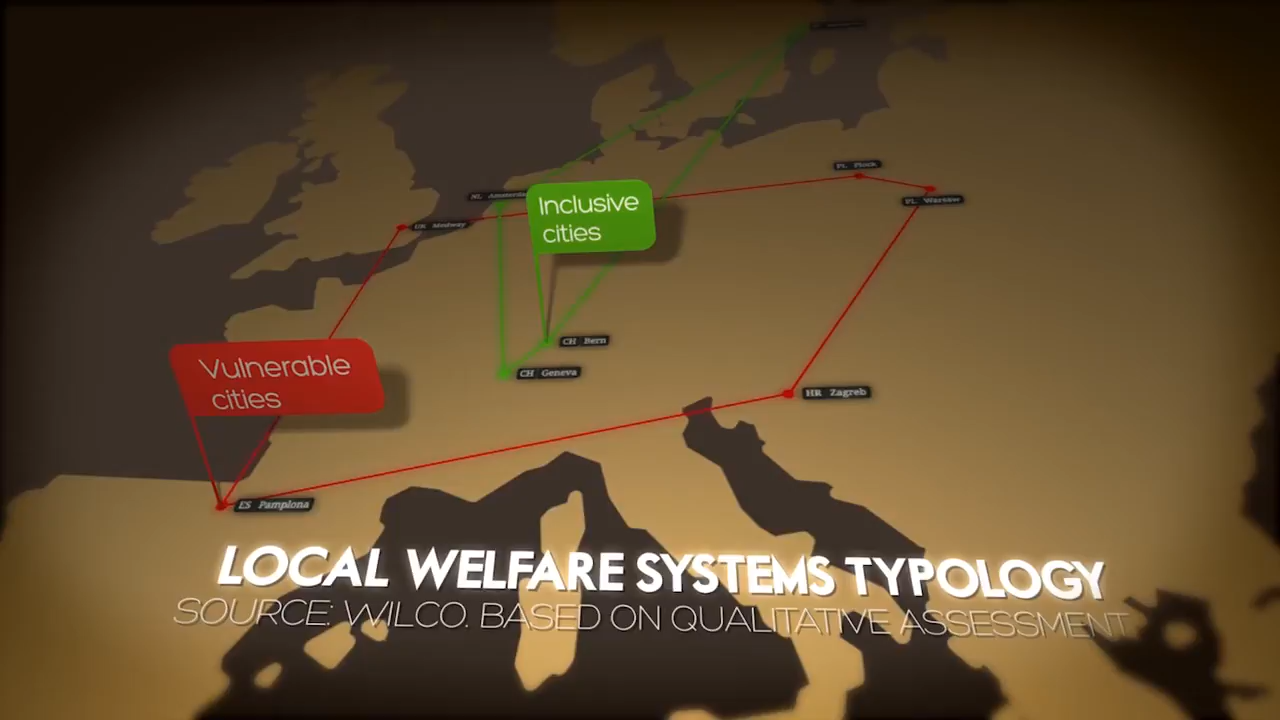 NL
UK Medway
PL Plock
PL Warsaw
Inclusive
cities
CH Bern
CH Geneva
Vulnerable
cities
HR Zagreb
ES Pamplona
LOCAL WELFARE SYSTEMS TYPOLOGY
SOURCE: WILCO. BASED ON QUALITATIVE ASSESSMENT